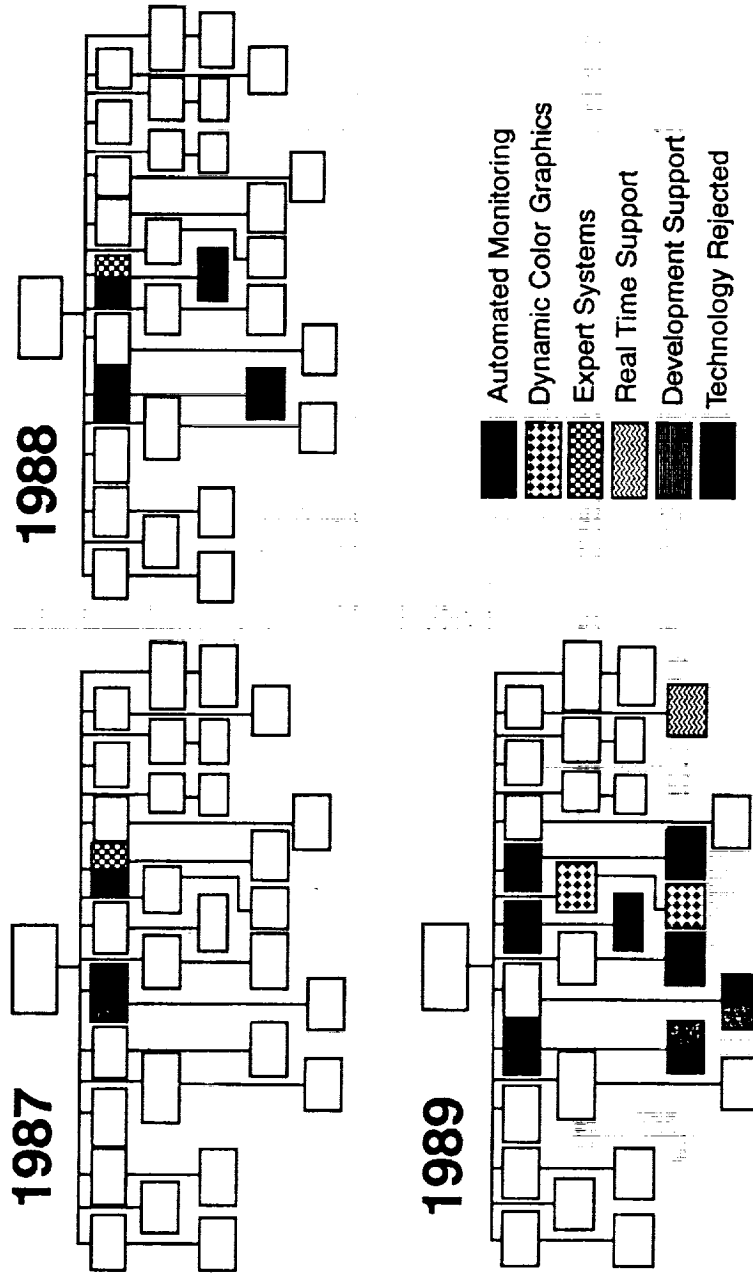 1987
1988
1989
Automated Monitoring
Dynamic Color Graphics
Expert Systems
Real Time Support
Development Support
Technology Rejected